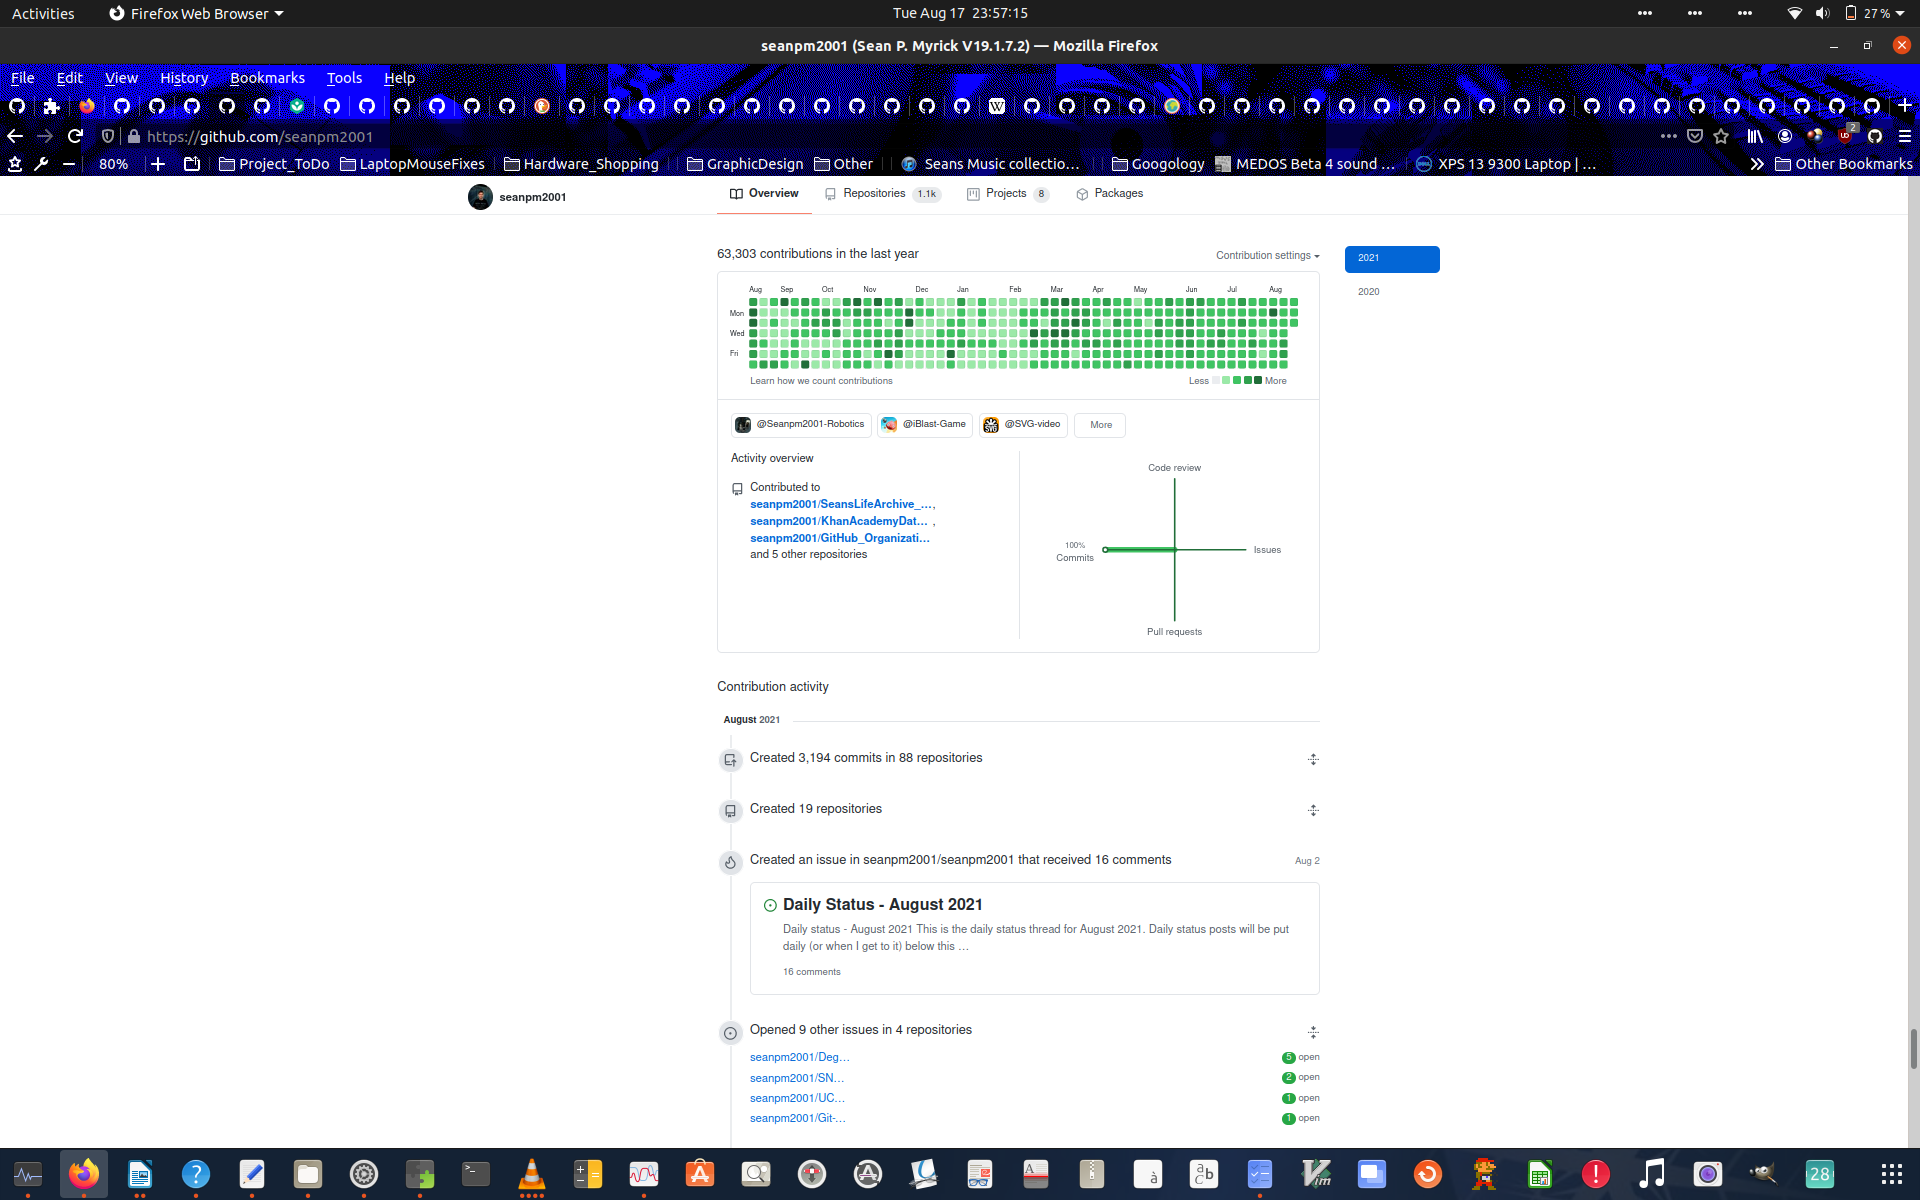 Activities
Firefox Web Browser
Tue Aug 17 23:57:15
27 %
seanpm2001 (Sean P. Myrick V19.1.7.2) — Mozilla Firefox
File Edit View History Bookmarks Tools Help
https://github.com/seanpm2001
2
80%
Project_ToDo
LaptopMouseFixes
Hardware_Shopping
GraphicDesign
Other
Seans Music collectio…
Googology
MEDOS Beta 4 sound …
XPS 13 9300 Laptop | …
Other Bookmarks
seanpm2001
Overview
Repositories 1.1k
Projects 8
Packages
63,303 contributions in the last year
Contribution settings
2021
2020
Aug Sep Oct Nov Dec Jan Feb Mar Apr May Jun Jul Aug
Mon
Wed
Fri
Learn how we count contributions
Less More
@Seanpm2001-Robotics
@iBlast-Game
@SVG-video
More
Activity overview
Contributed to
seanpm2001/SeansLifeArchive_…,
seanpm2001/KhanAcademyDat… ,
seanpm2001/GitHub_Organizati…
and 5 other repositories
Code review
100%
Commits
Issues
Pull requests
Contribution activity
August 2021
Created 3,194 commits in 88 repositories
Created 19 repositories
Created an issue in seanpm2001/seanpm2001 that received 16 comments
Aug 2
Daily Status - August 2021
Daily status - August 2021 This is the daily status thread for August 2021. Daily status posts will be put
daily (or when I get to it) below this …
16 comments
Opened 9 other issues in 4 repositories
seanpm2001/Deg… 5 open
seanpm2001/SN… 2 open
seanpm2001/UC… 1 open
seanpm2001/Git-… 1 open
28